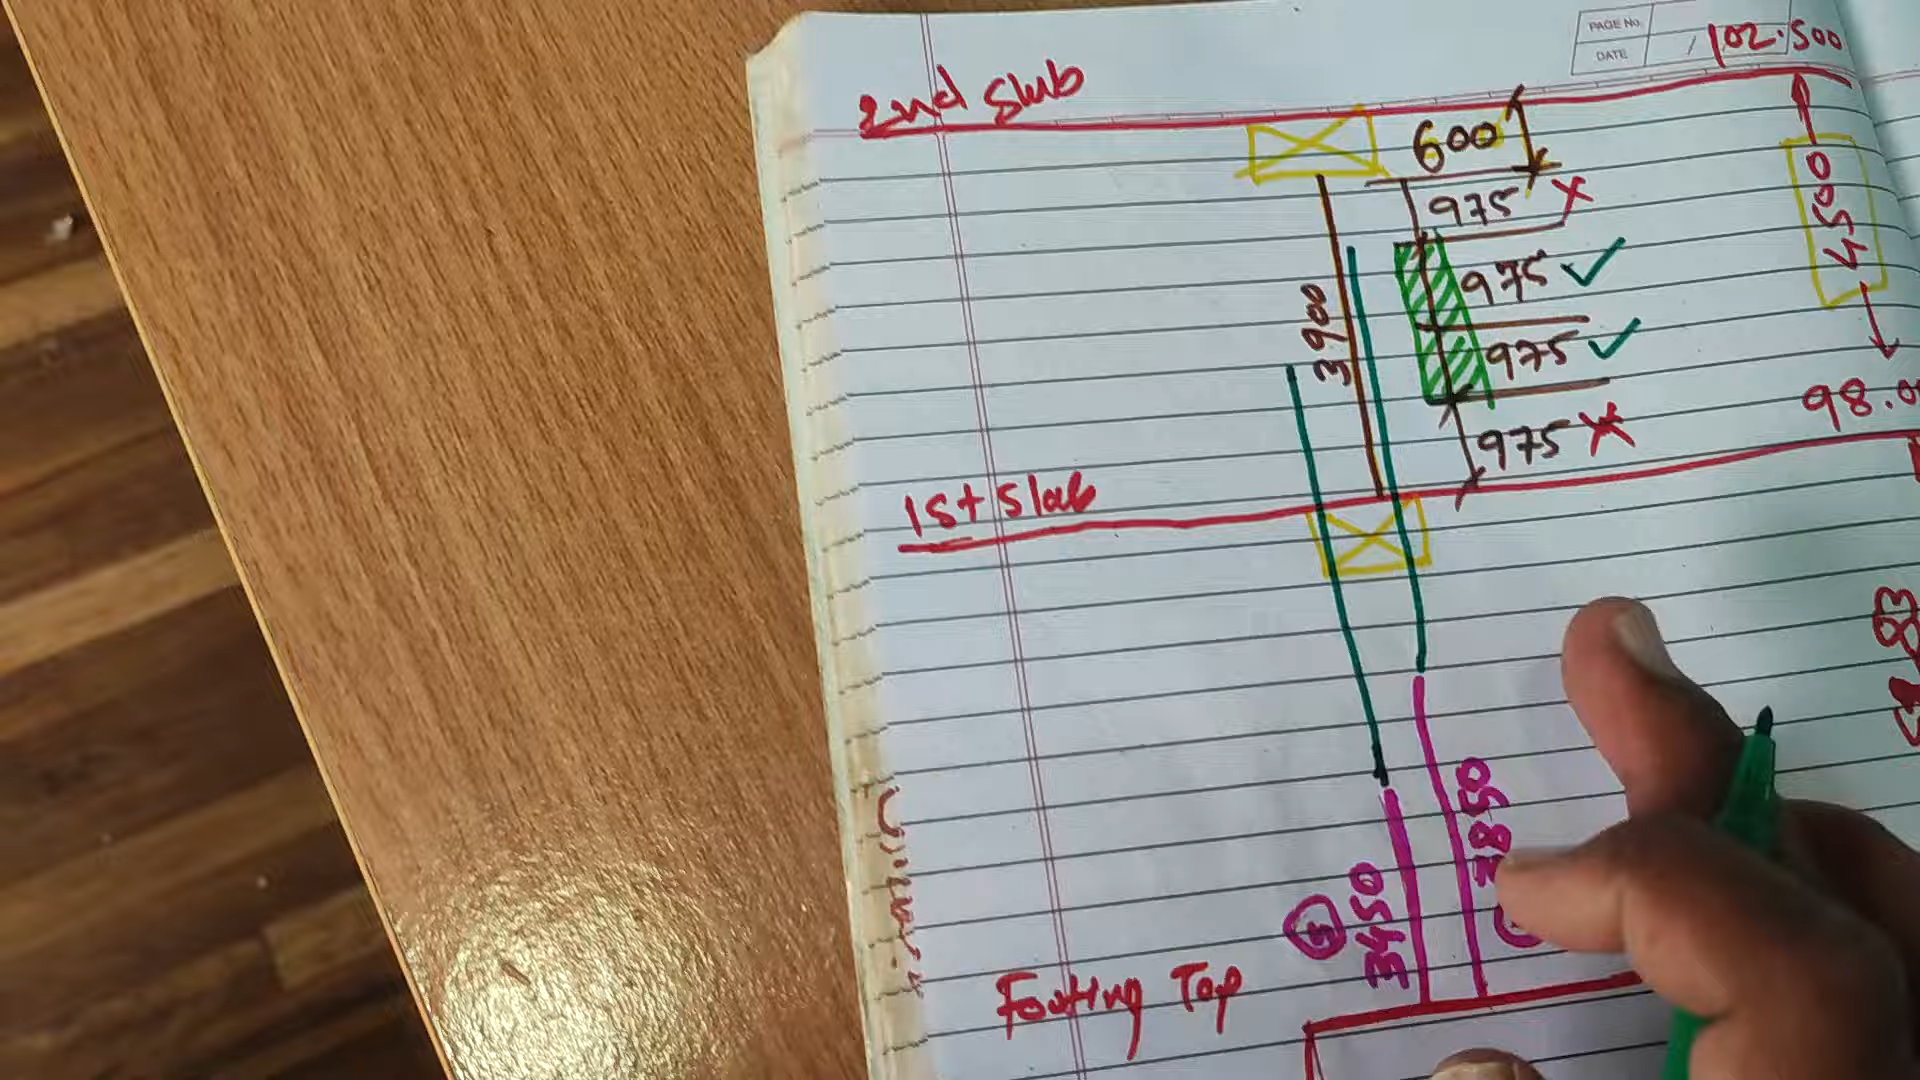 PAGE No.
DATE /
102.500
2nd Slab
600
975 X
975 ✓
4500
3900
975 ✓
98.0
975 X
1st Slab
3450
Footing Top